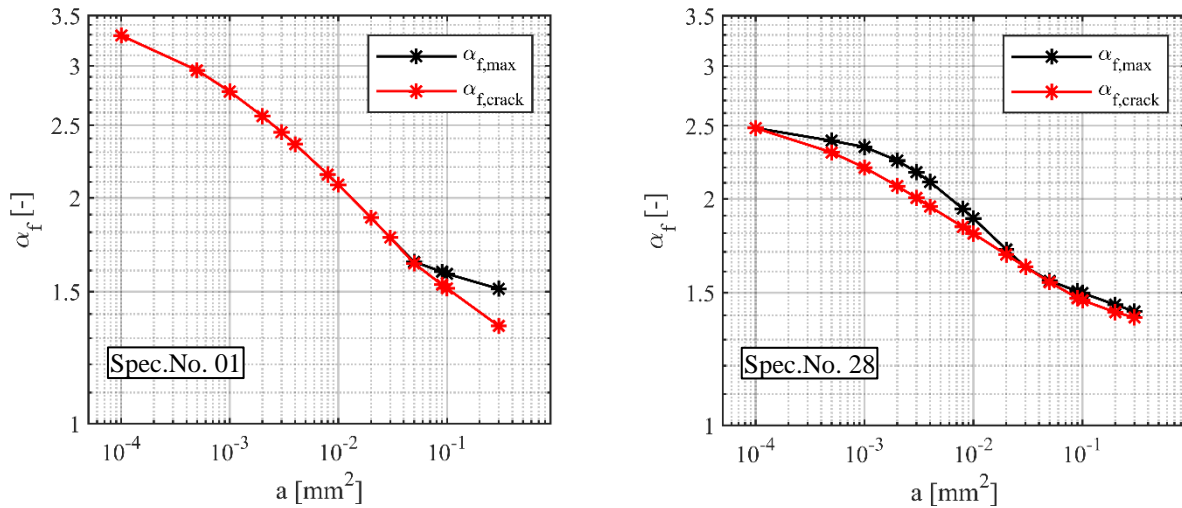 3.5
3
2.5
2
1.5
1
α_f [-]
α_f,max
α_f,crack
Spec.No. 01
10^-4
10^-3
10^-2
10^-1
a [mm^2]
3.5
3
2.5
2
1.5
1
α_f [-]
α_f,max
α_f,crack
Spec.No. 28
10^-4
10^-3
10^-2
10^-1
a [mm^2]